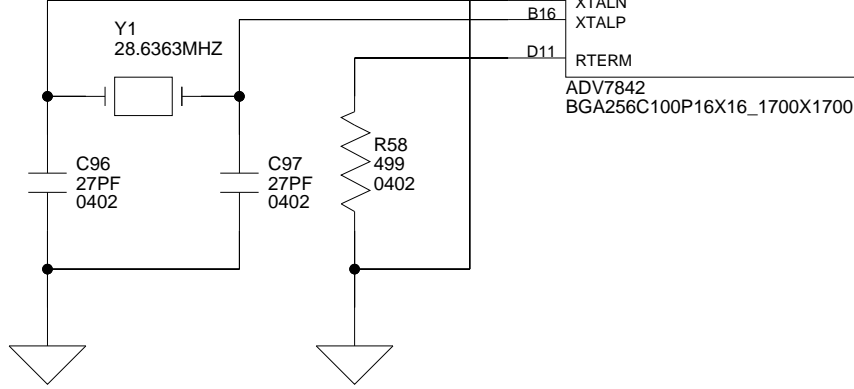 XTALN
B16 XTALP
Y1
28.6363MHZ
D11 RTERM
ADV7842
BGA256C100P16X16_1700X1700
R58
499
0402
C96
27PF
0402
C97
27PF
0402